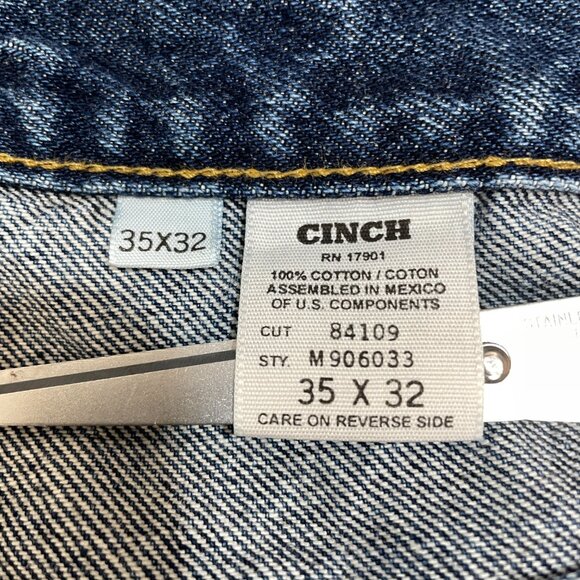 35X32
CINCH
RN 17901
100% COTTON / COTON
ASSEMBLED IN MEXICO
OF U.S. COMPONENTS
CUT 84109
STY. M906033
35 X 32
CARE ON REVERSE SIDE